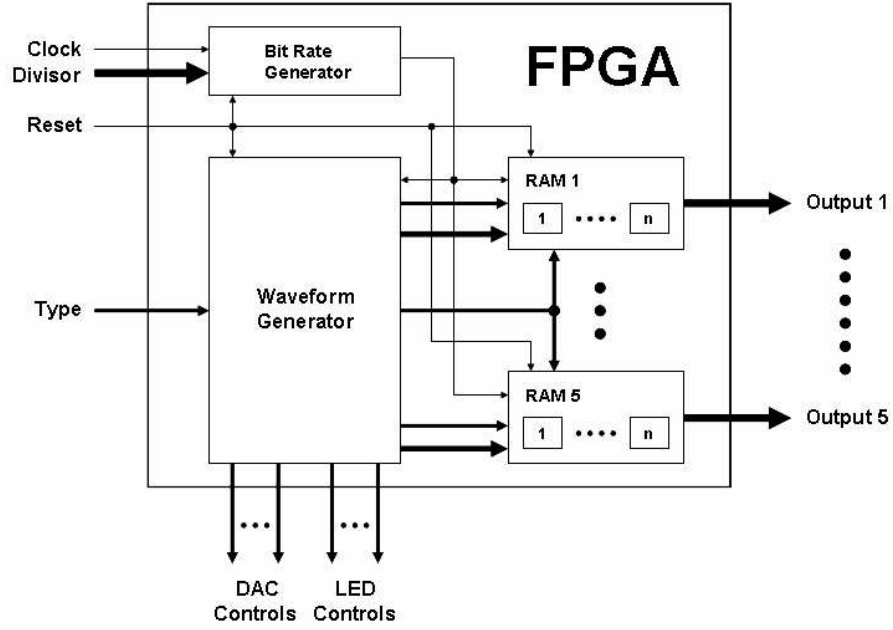 Clock
Divisor
Bit Rate
Generator
FPGA
Reset
RAM 1
1 •••• n
Output 1
Type
Waveform
Generator
RAM 5
1 •••• n
Output 5
DAC
Controls
LED
Controls